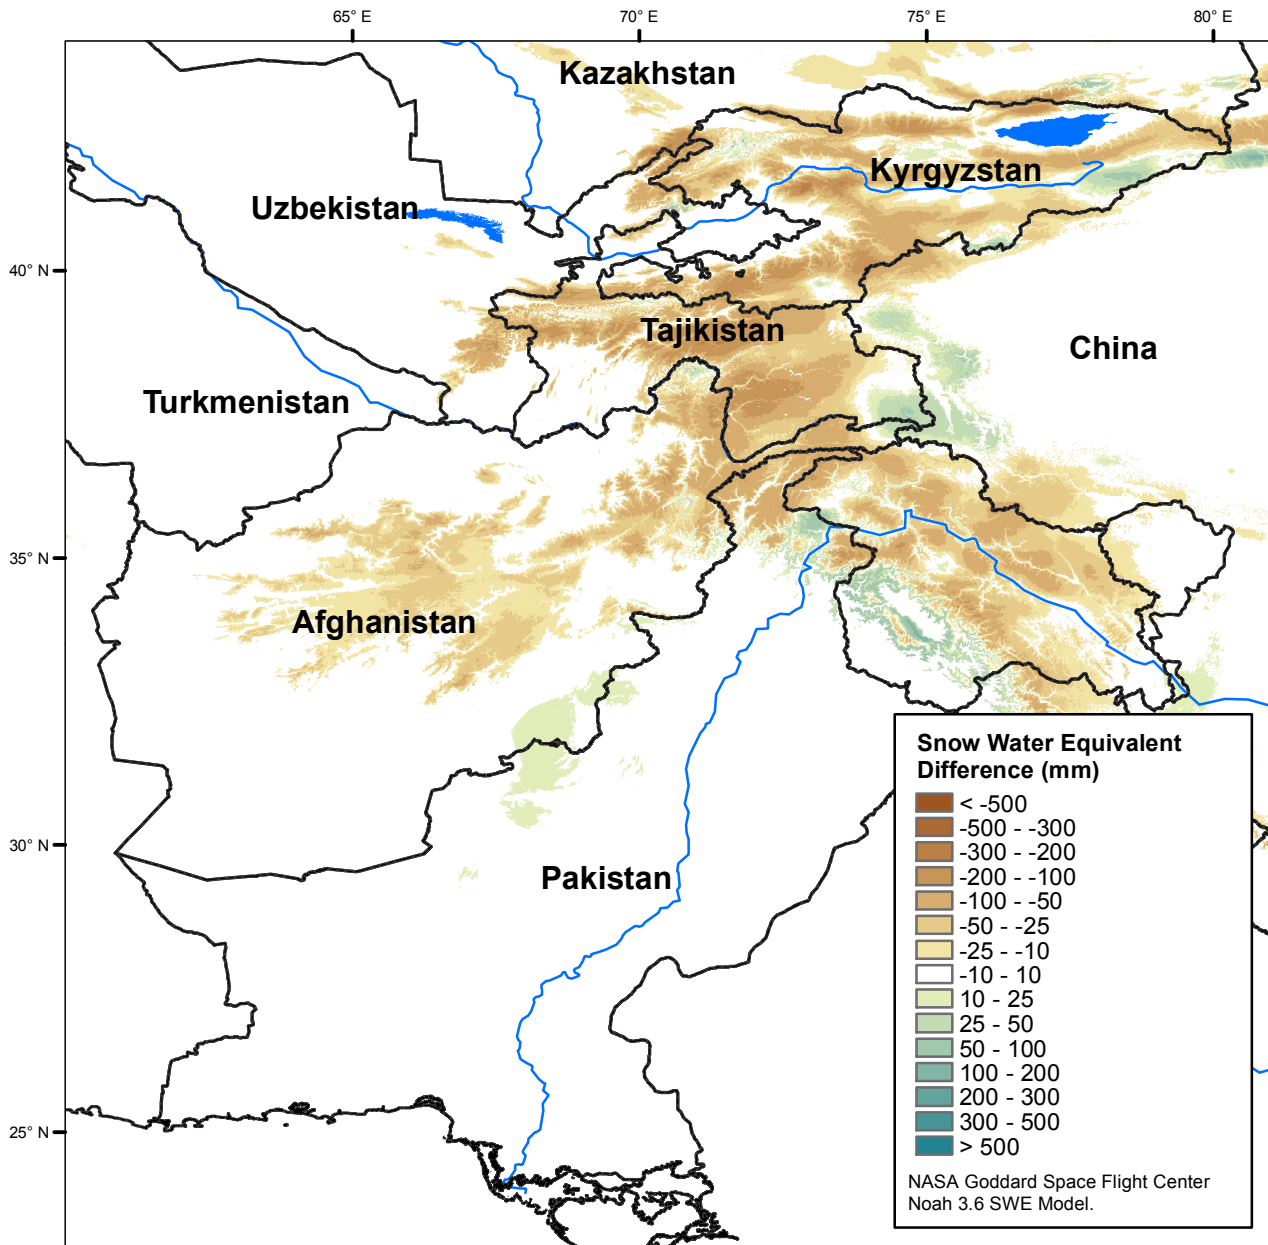 65° E
70° E
75° E
80° E
Kazakhstan
Kyrgyzstan
Uzbekistan
40° N
Tajikistan
China
Turkmenistan
35° N
Afghanistan
Snow Water Equivalent
Difference (mm)
< -500
-500 - -300
-300 - -200
-200 - -100
-100 - -50
-50 - -25
-25 - -10
-10 - 10
10 - 25
25 - 50
50 - 100
100 - 200
200 - 300
300 - 500
> 500
NASA Goddard Space Flight Center
Noah 3.6 SWE Model.
30° N
Pakistan
25° N